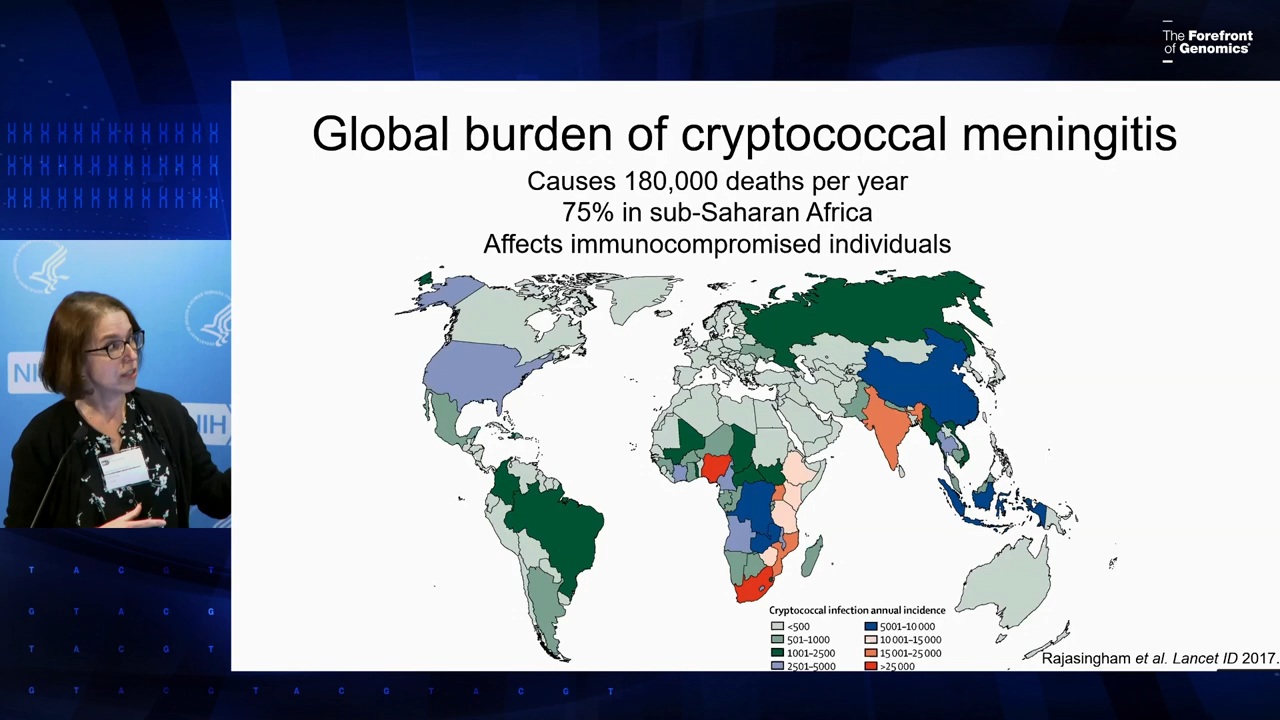 The Forefront
of Genomics®
Global burden of cryptococcal meningitis
Causes 180,000 deaths per year
75% in sub-Saharan Africa
Affects immunocompromised individuals
NIH
Cryptococcal infection annual incidence
<500
501–1000
1001–2500
2501–5000
5001–10 000
10 001–15 000
15 001–25 000
>25 000
Rajasingham et al. Lancet ID 2017.
T A C G T
G T A C G
T A C G T
G T A C G T A C G T A C G T